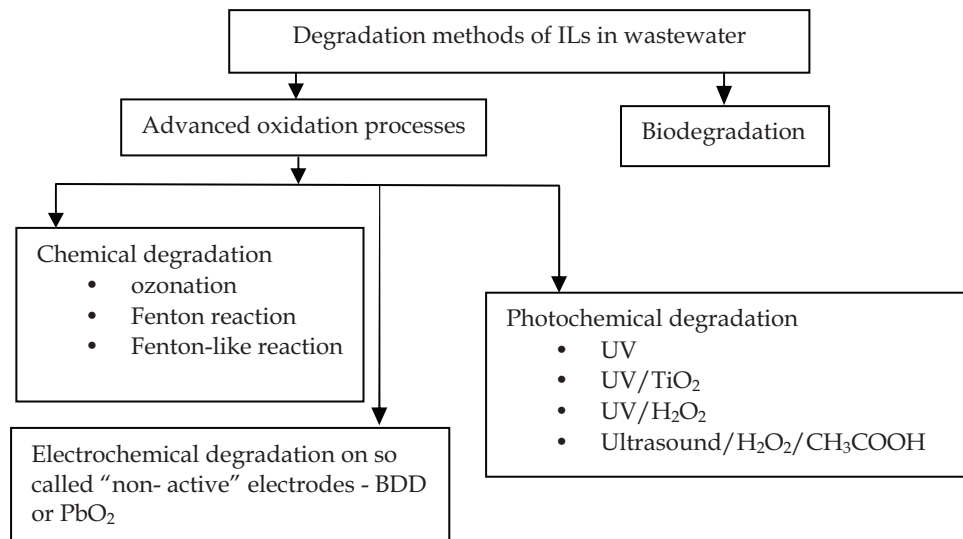 Degradation methods of ILs in wastewater
Advanced oxidation processes
Biodegradation
Chemical degradation
• ozonation
• Fenton reaction
• Fenton-like reaction
Photochemical degradation
• UV
• UV/TiO₂
• UV/H₂O₂
• Ultrasound/H₂O₂/CH₃COOH
Electrochemical degradation on so
called “non- active” electrodes - BDD
or PbO₂